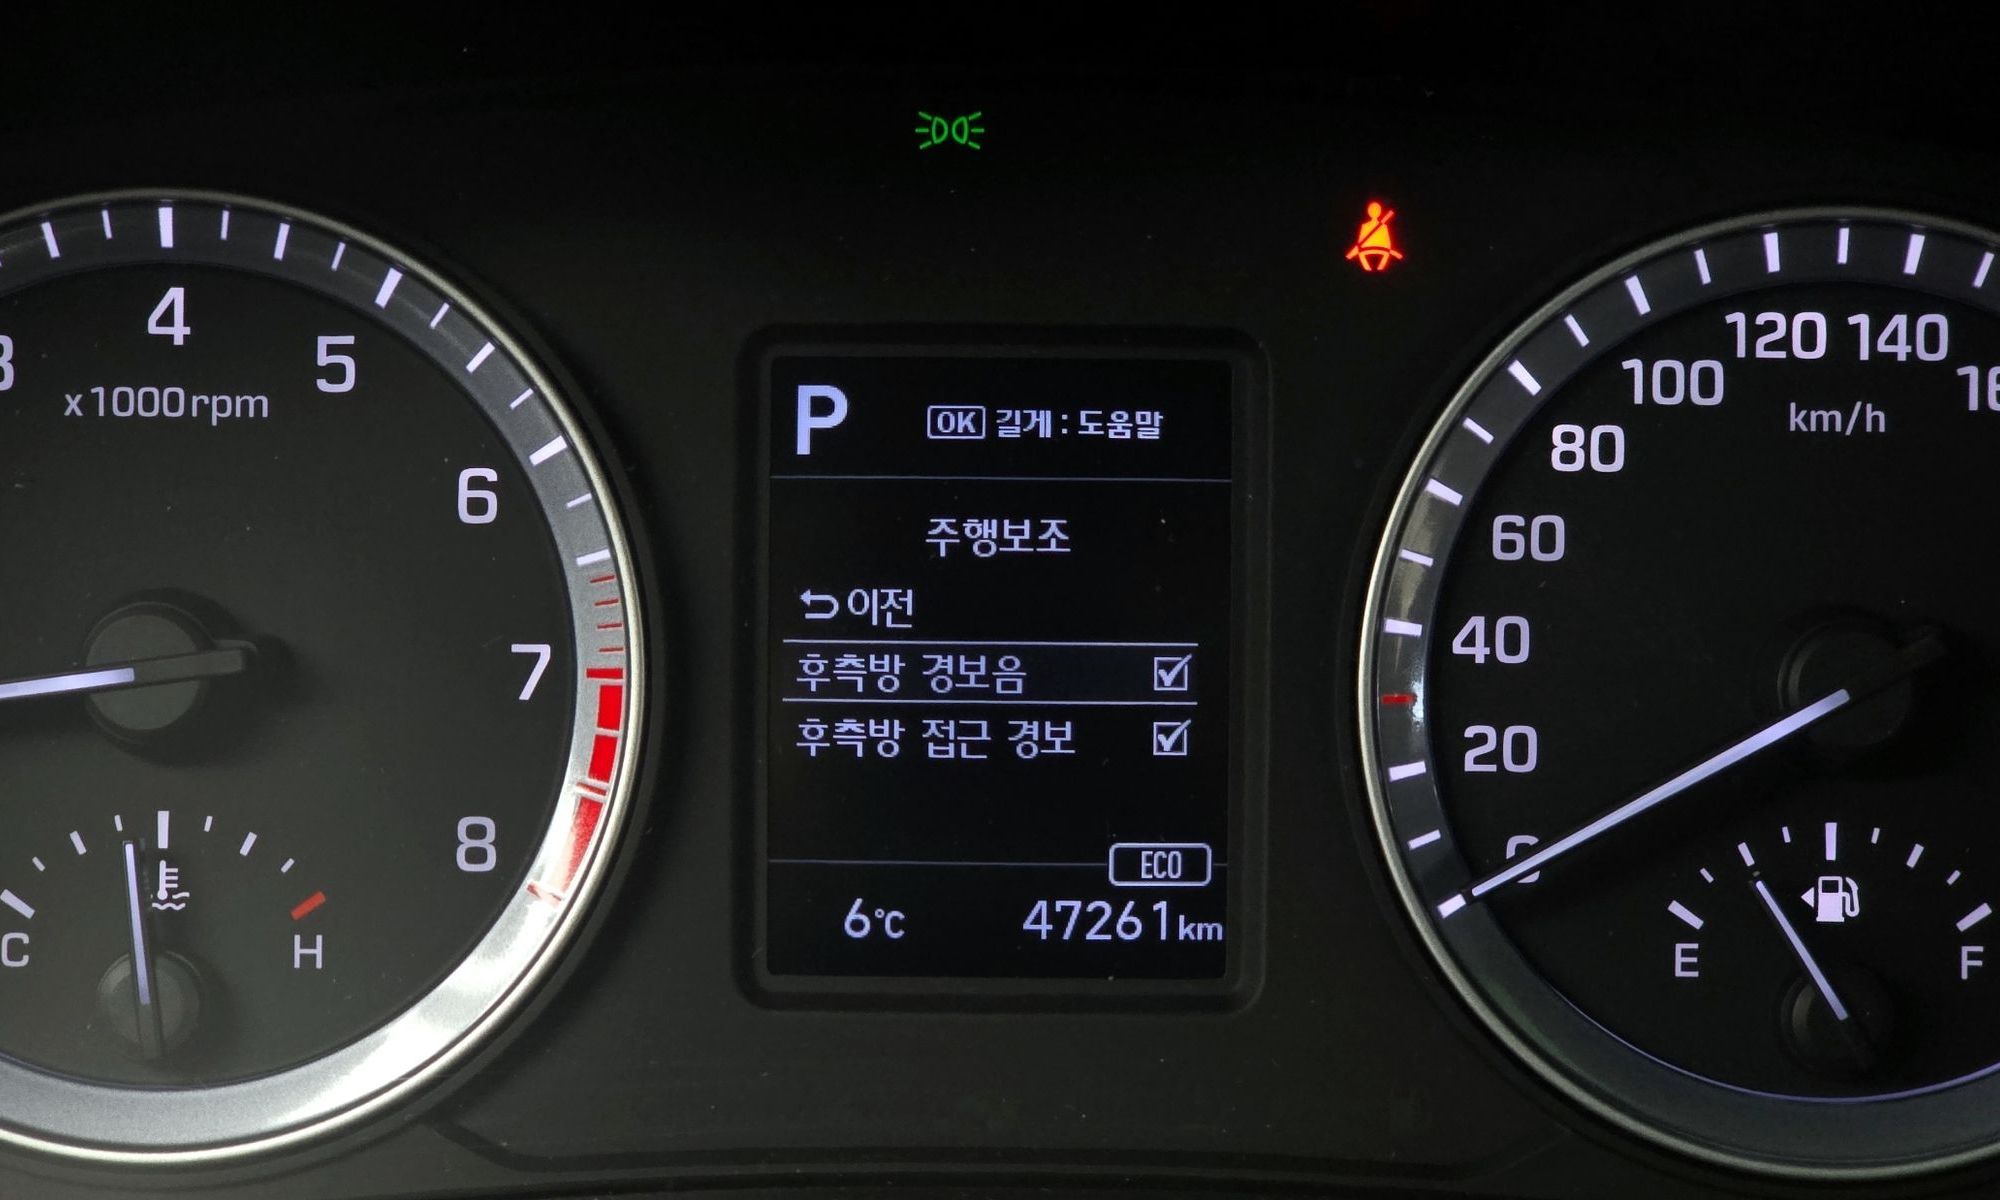 3
4
5
x1000rpm
6
7
8
C
H
P
OK 길게 : 도움말
주행보조
이전
후측방 경보음
후측방 접근 경보
ECO
6℃
47261km
0
20
40
60
80
100
120
140
km/h
E
F